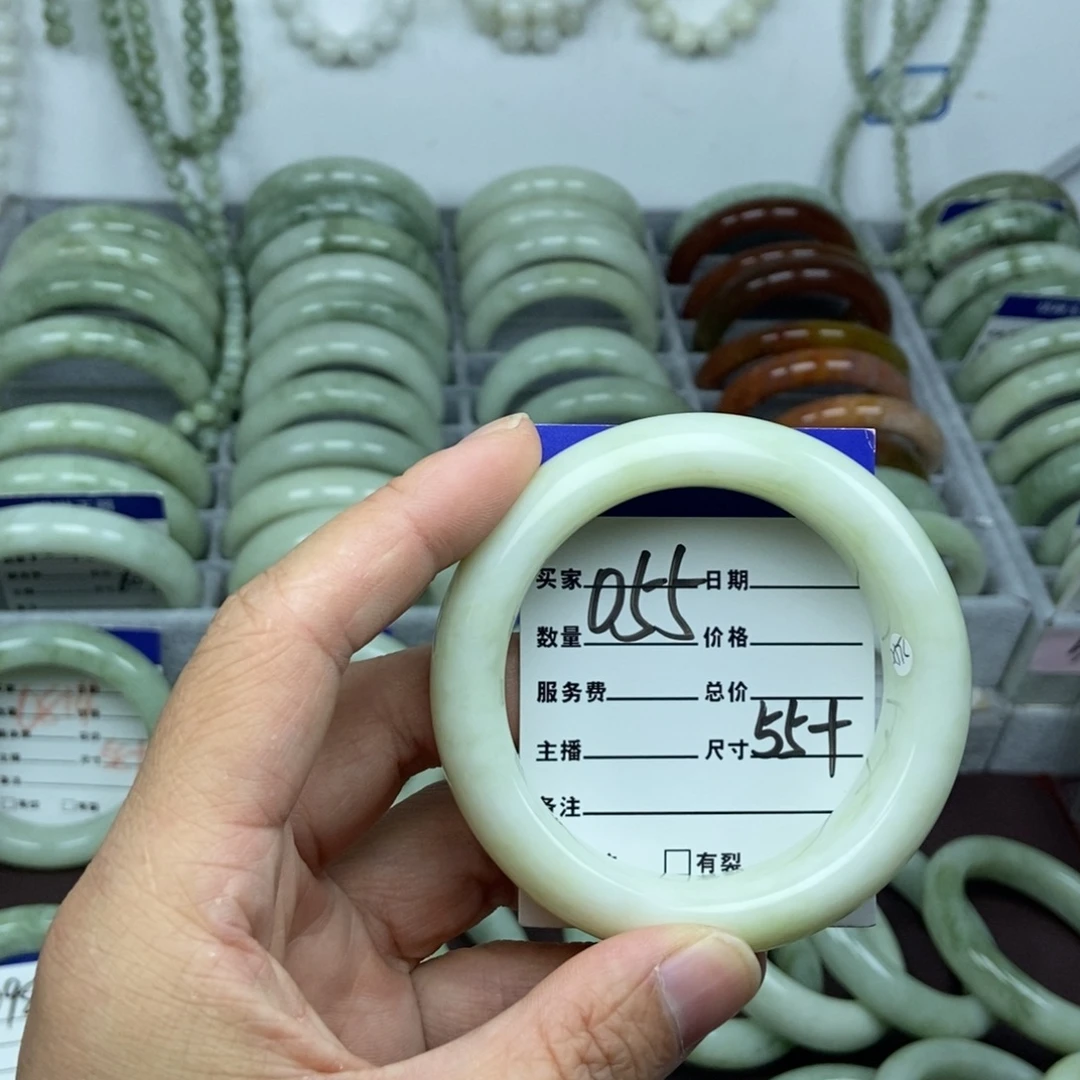 买家 055 日期
数量 价格
服务费 总价
主播 尺寸 55+
备注
有裂